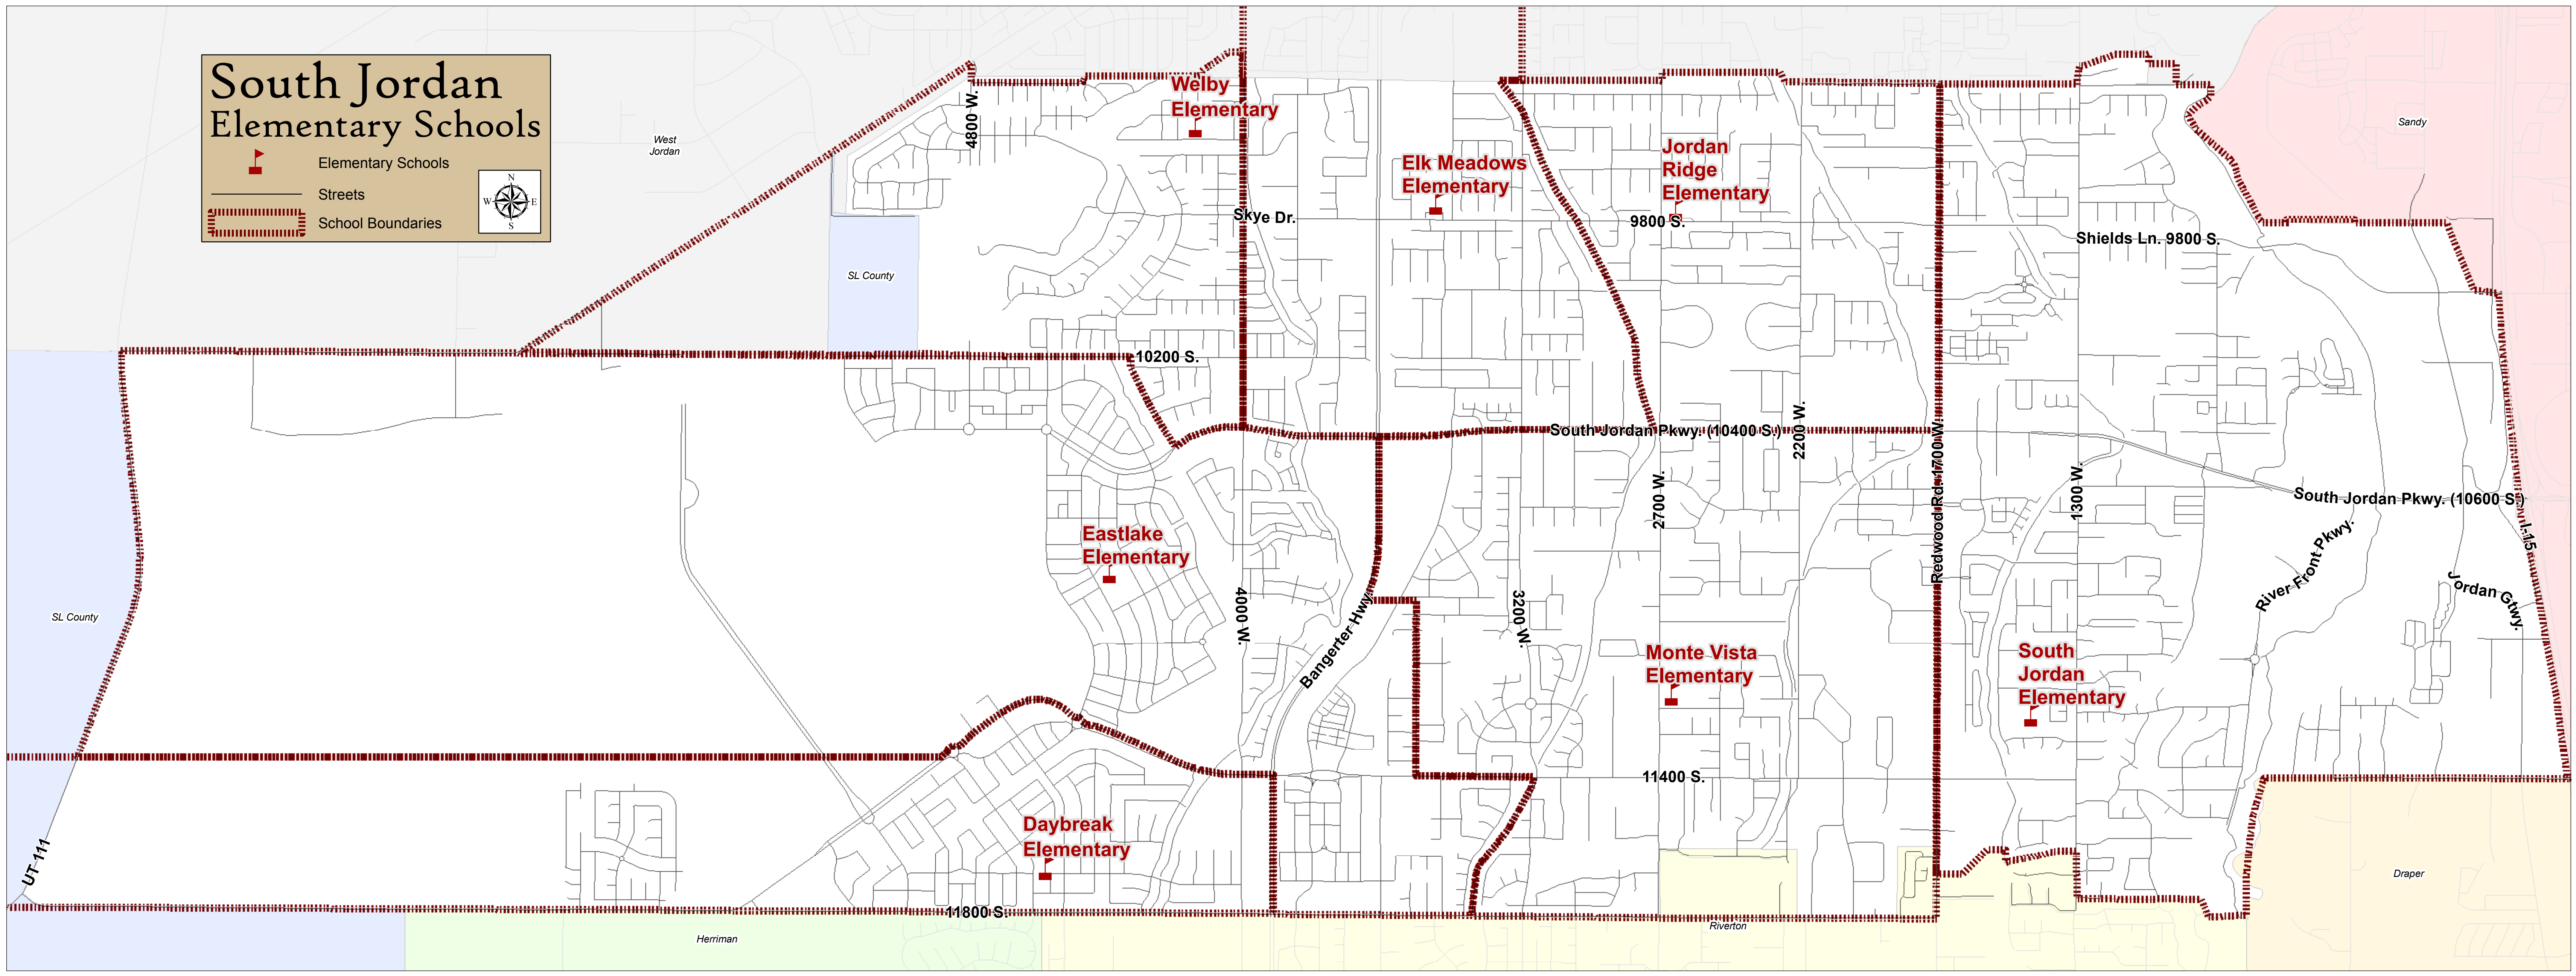 South Jordan
Elementary Schools
Elementary Schools
Streets
School Boundaries
N
W
E
S
West
Jordan
SL County
4800 W.
Welby
Elementary
Skye Dr.
Elk Meadows
Elementary
Jordan
Ridge
Elementary
9800 S.
Shields Ln. 9800 S.
Sandy
10200 S.
South Jordan Pkwy. (10400 S.)
2200 W.
2700 W.
Redwood Rd. 1700 W.
1300 W.
South Jordan Pkwy. (10600 S.)
I-15
River Front Pkwy.
Jordan Gtwy.
Eastlake
Elementary
4000 W.
Bangerter Hwy.
3200 W.
SL County
Monte Vista
Elementary
South
Jordan
Elementary
11400 S.
Daybreak
Elementary
UT 111
11800 S.
Herriman
Riverton
Draper